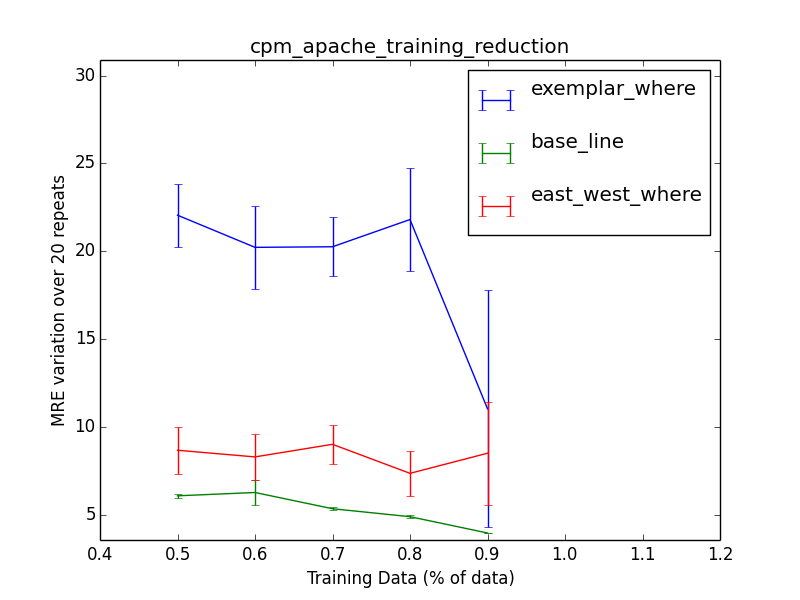 cpm_apache_training_reduction
exemplar_where
base_line
east_west_where
MRE variation over 20 repeats
30
25
20
15
10
5
0.4 0.5 0.6 0.7 0.8 0.9 1.0 1.1 1.2
Training Data (% of data)